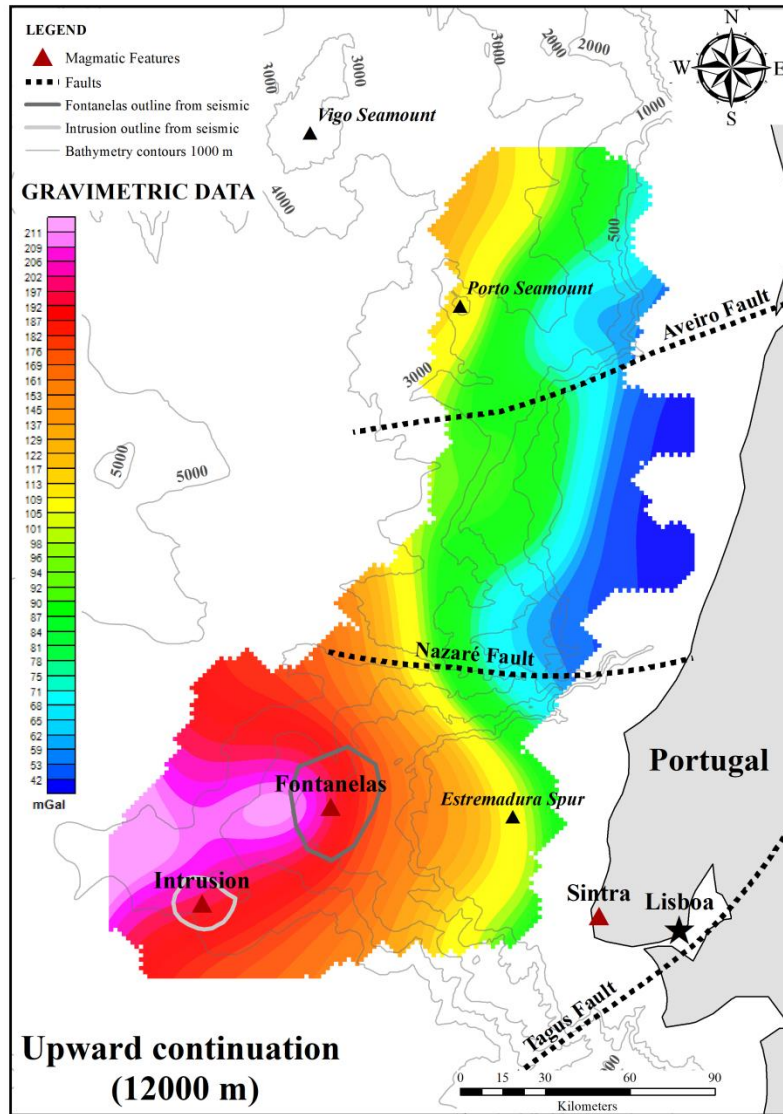 LEGEND
Magmatic Features
Faults
Fontanelas outline from seismic
Intrusion outline from seismic
Bathymetry contours 1000 m
N
W E
S
3000
2000
2000
3000
3000
1000
Vigo Seamount
4000
GRAVIMETRIC DATA
500
211
209
206
202
197
192
187
182
176
169
161
153
145
137
129
122
117
113
109
105
101
98
96
94
92
90
87
84
81
78
75
71
68
65
62
59
53
42
mGal
Porto Seamount
Aveiro Fault
3000
5000
5000
Nazaré Fault
Portugal
Fontanelas
Estremadura Spur
Intrusion
Sintra
Lisboa
Tagus Fault
Upward continuation
(12000 m)
0 15 30 45 60 90
Kilometers